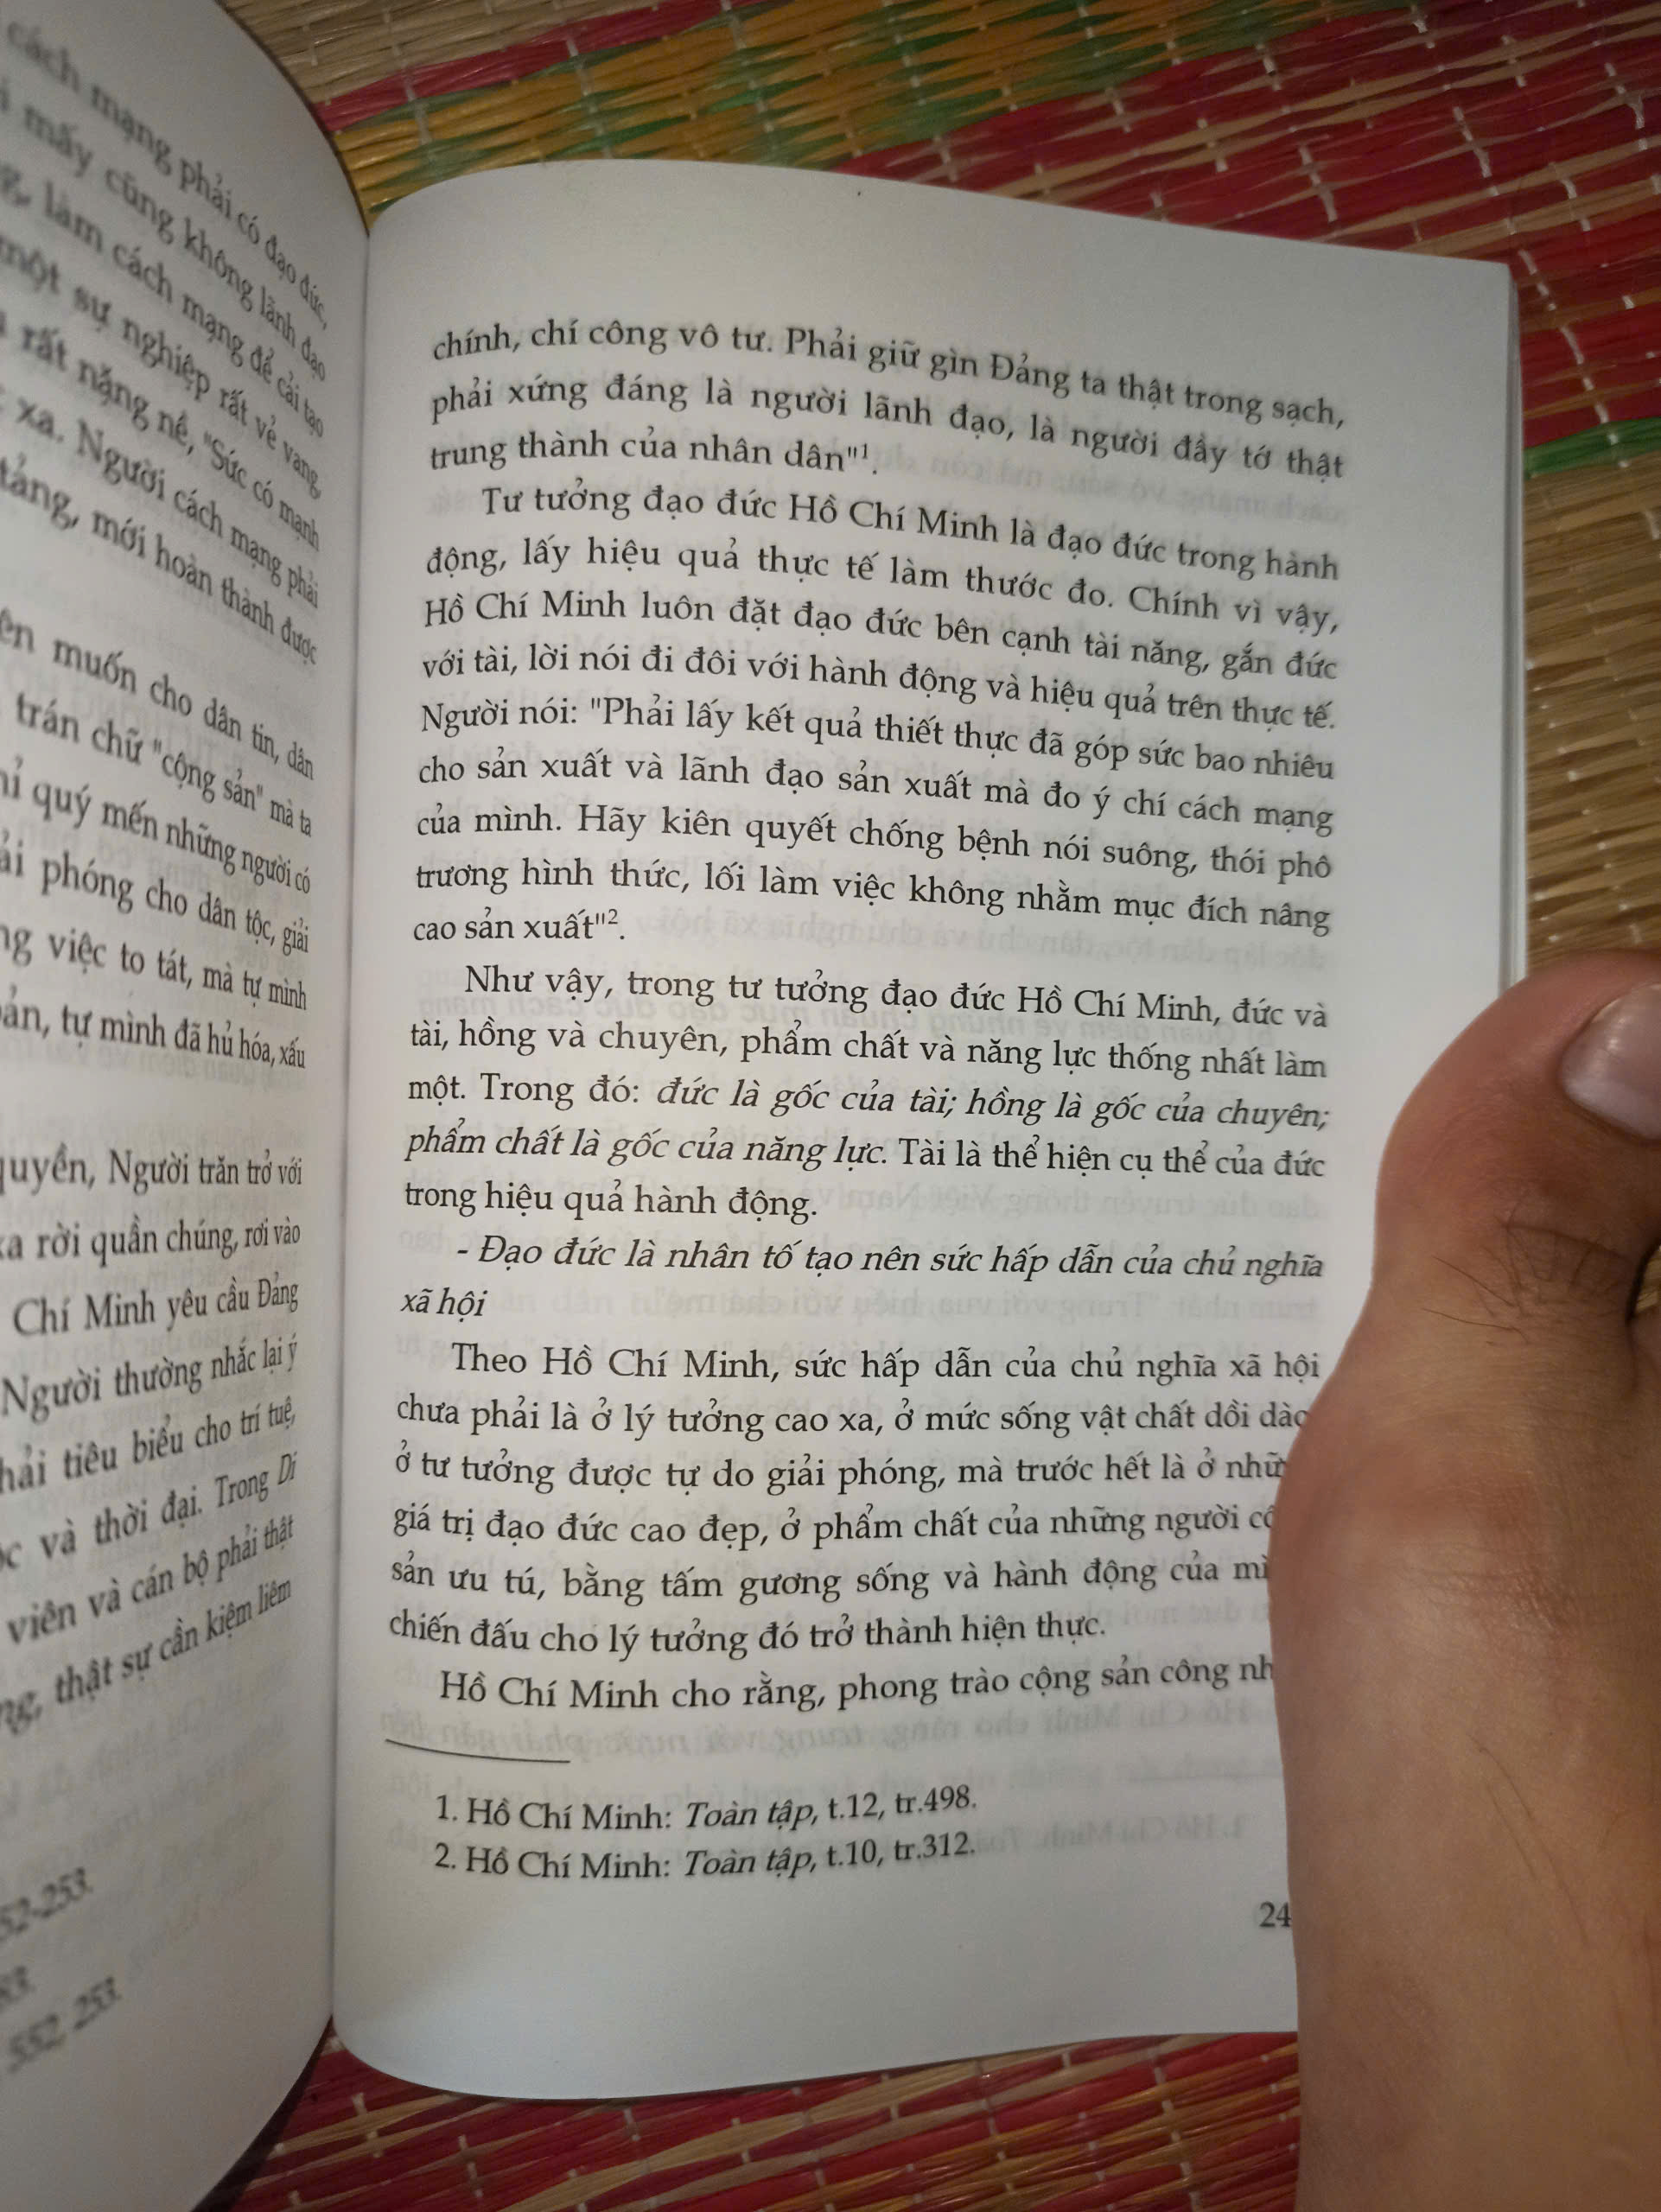 cách mạng phải có đạo đức,
mấy cũng không lãnh đạo
làm cách mạng để cải tạo
một sự nghiệp rất vẻ vang,
rất nặng nề, "Sức có mạnh
xa. Người cách mạng phải
tảng, mới hoàn thành được
muốn cho dân tin, dân
trán chữ "cộng sản" mà ta
quý mến những người có
phóng cho dân tộc, giải
việc to tát, mà tự mình
tự mình đã hủ hóa, xấu
quyền, Người trăn trở với
rời quần chúng, rơi vào
Chí Minh yêu cầu Đảng
Người thường nhắc lại ý
tiêu biểu cho trí tuệ,
và thời đại. Trong Di
viên và cán bộ phải thật
thật sự cần kiệm liêm
52-253.
552, 253.
chính, chí công vô tư. Phải giữ gìn Đảng ta thật trong sạch,
phải xứng đáng là người lãnh đạo, là người đầy tớ thật
trung thành của nhân dân"1.
Tư tưởng đạo đức Hồ Chí Minh là đạo đức trong hành
động, lấy hiệu quả thực tế làm thước đo. Chính vì vậy,
Hồ Chí Minh luôn đặt đạo đức bên cạnh tài năng, gắn đức
với tài, lời nói đi đôi với hành động và hiệu quả trên thực tế.
Người nói: "Phải lấy kết quả thiết thực đã góp sức bao nhiêu
cho sản xuất và lãnh đạo sản xuất mà đo ý chí cách mạng
của mình. Hãy kiên quyết chống bệnh nói suông, thói phô
trương hình thức, lối làm việc không nhằm mục đích nâng
cao sản xuất"2.
Như vậy, trong tư tưởng đạo đức Hồ Chí Minh, đức và
tài, hồng và chuyên, phẩm chất và năng lực thống nhất làm
một. Trong đó: đức là gốc của tài; hồng là gốc của chuyên;
phẩm chất là gốc của năng lực. Tài là thể hiện cụ thể của đức
trong hiệu quả hành động.
- Đạo đức là nhân tố tạo nên sức hấp dẫn của chủ nghĩa
xã hội
Theo Hồ Chí Minh, sức hấp dẫn của chủ nghĩa xã hội
chưa phải là ở lý tưởng cao xa, ở mức sống vật chất dồi dào
ở tư tưởng được tự do giải phóng, mà trước hết là ở
giá trị đạo đức cao đẹp, ở phẩm chất của những người
sản ưu tú, bằng tấm gương sống và hành động của
chiến đấu cho lý tưởng đó trở thành hiện thực.
Hồ Chí Minh cho rằng, phong trào cộng sản công
1. Hồ Chí Minh: Toàn tập, t.12, tr.498.
2. Hồ Chí Minh: Toàn tập, t.10, tr.312.
24